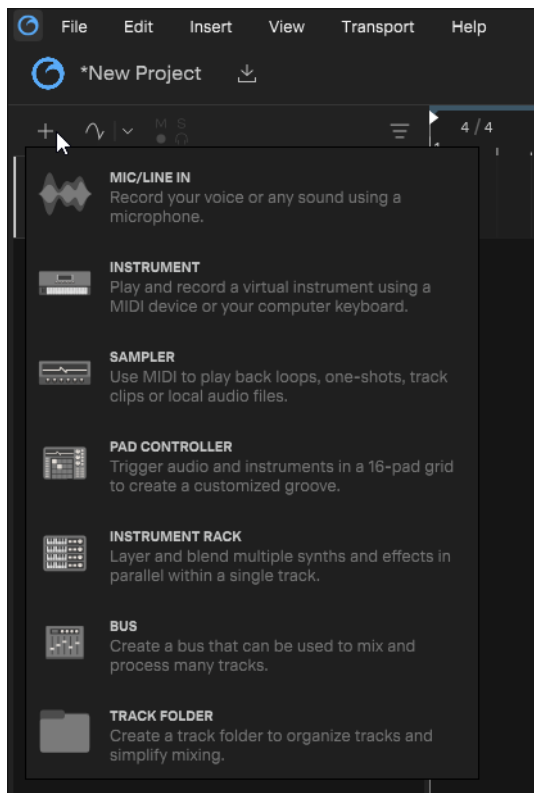 File Edit Insert View Transport Help
*New Project
M S
4/4
1
MIC/LINE IN
Record your voice or any sound using a
microphone.
INSTRUMENT
Play and record a virtual instrument using a
MIDI device or your computer keyboard.
SAMPLER
Use MIDI to play back loops, one-shots, track
clips or local audio files.
PAD CONTROLLER
Trigger audio and instruments in a 16-pad grid
to create a customized groove.
INSTRUMENT RACK
Layer and blend multiple synths and effects in
parallel within a single track.
BUS
Create a bus that can be used to mix and
process many tracks.
TRACK FOLDER
Create a track folder to organize tracks and
simplify mixing.